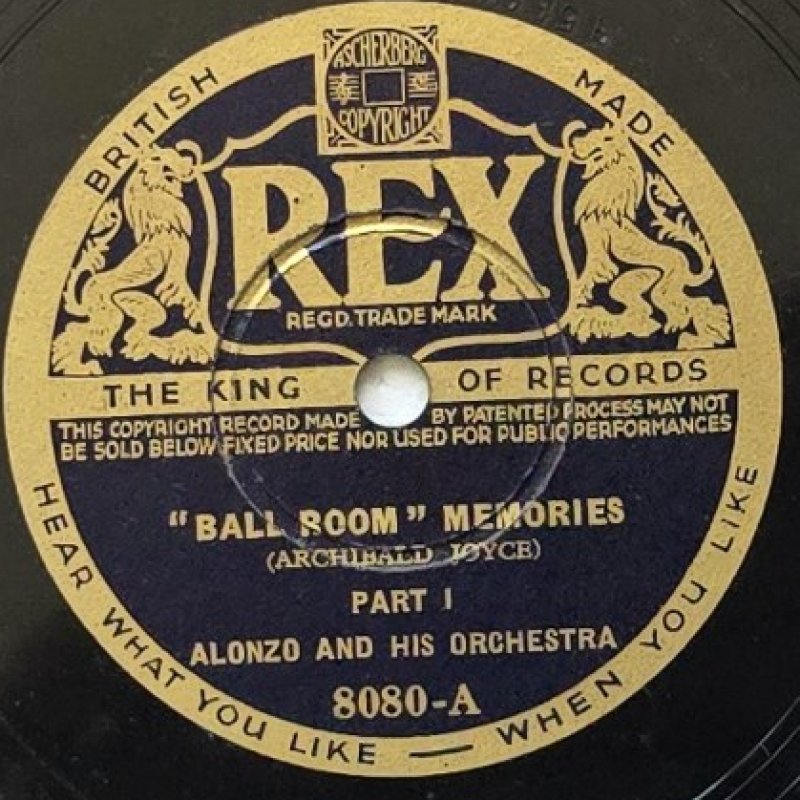 BRITISH MADE
ASCHERBERG
COPYRIGHT
REX
REGD. TRADE MARK
THE KING OF RECORDS
THIS COPYRIGHT RECORD MADE BY PATENTED PROCESS MAY NOT
BE SOLD BELOW FIXED PRICE NOR USED FOR PUBLIC PERFORMANCES
"BALL ROOM" MEMORIES
(ARCHIBALD JOYCE)
PART 1
ALONZO AND HIS ORCHESTRA
8080-A
HEAR WHAT YOU LIKE — WHEN YOU LIKE